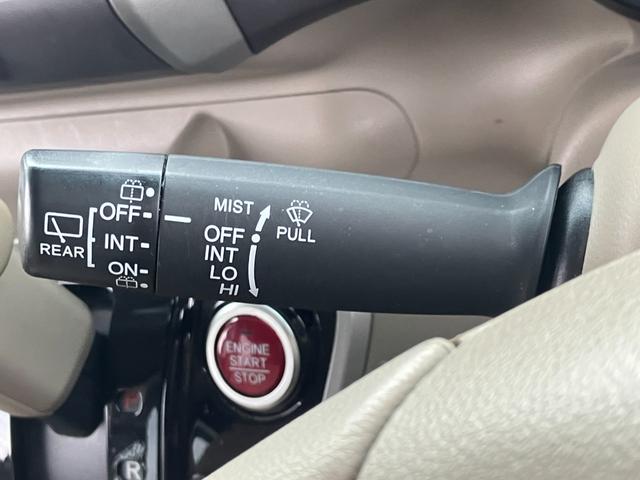 REAR
OFF
INT
ON
MIST
OFF
INT
LO
HI
PULL
ENGINE
START
STOP
R